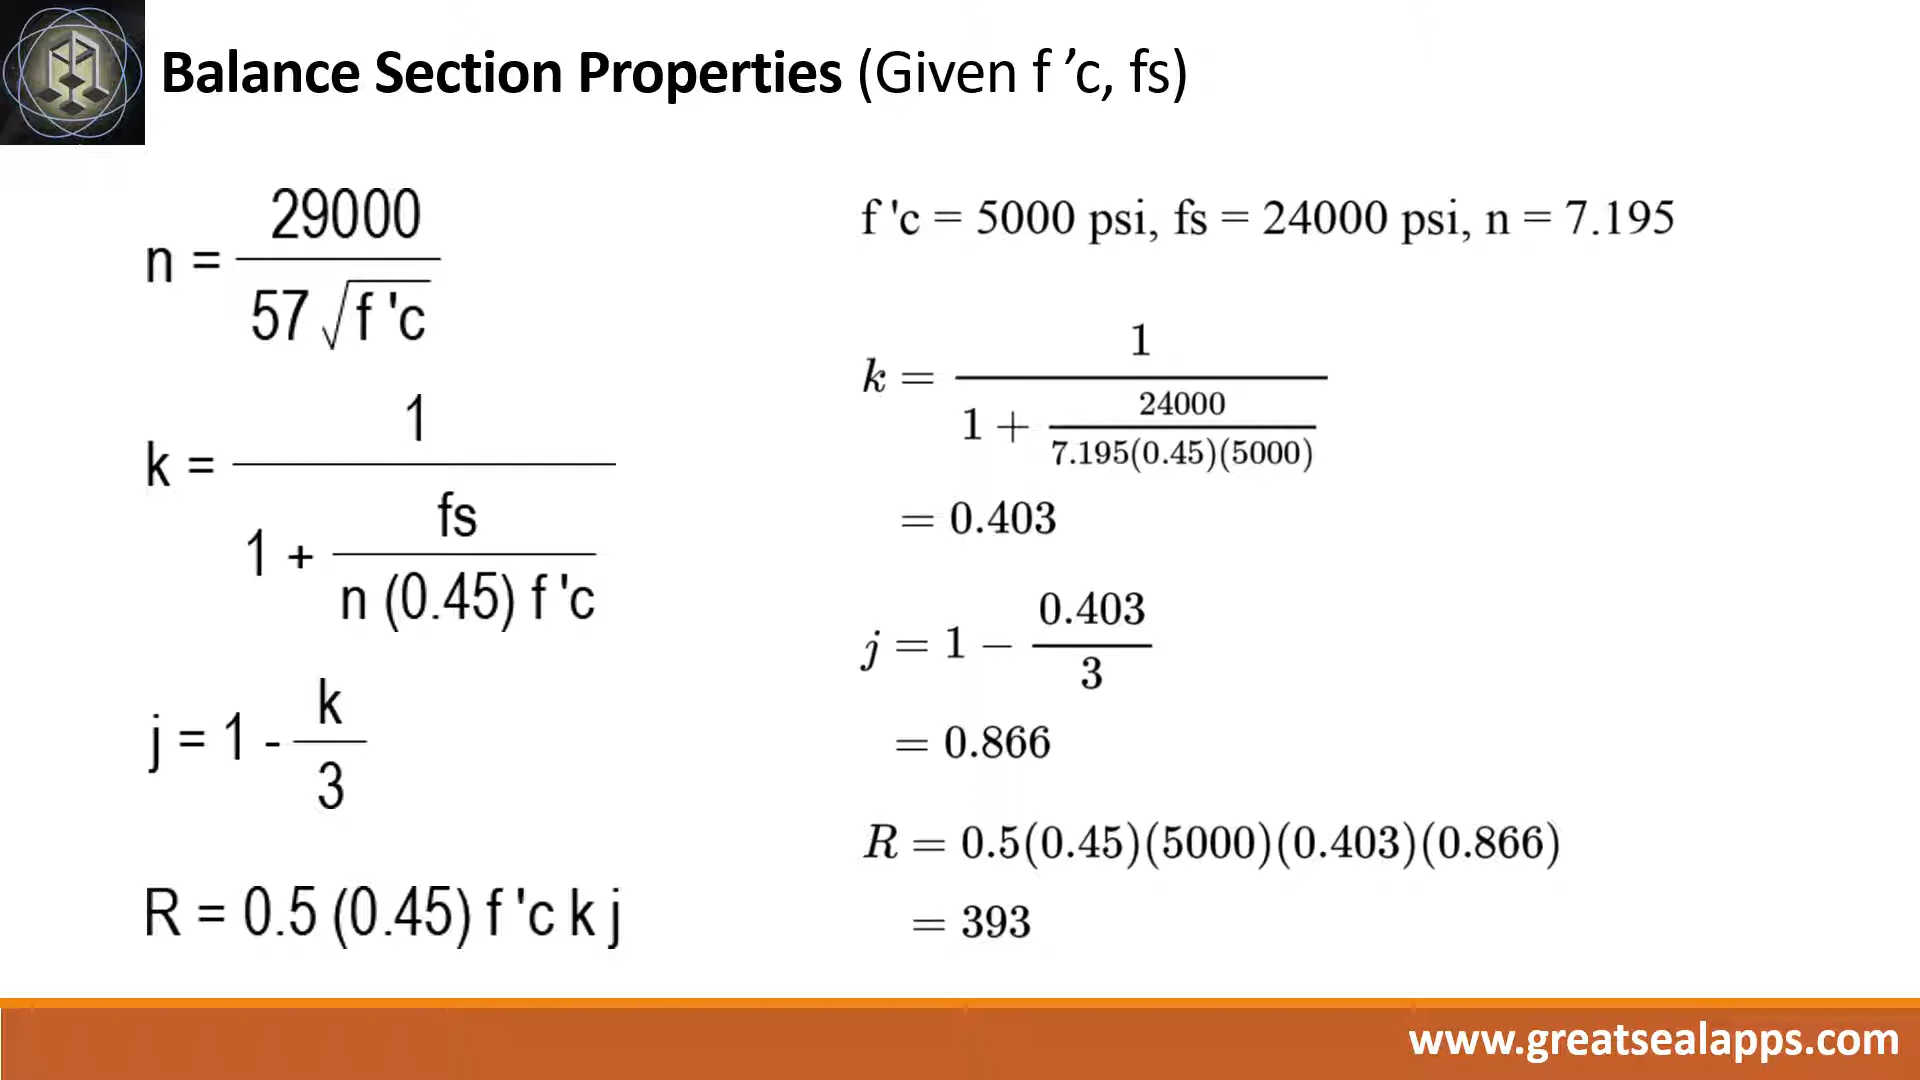 Balance Section Properties (Given f ’c, fs)
n = 29000 / 57 √f 'c
k = 1 / 1 + fs / n (0.45) f 'c
j = 1 - k / 3
R = 0.5 (0.45) f 'c k j
f 'c = 5000 psi, fs = 24000 psi, n = 7.195
k = 1 / 1 + 24000 / 7.195(0.45)(5000)
= 0.403
j = 1 − 0.403 / 3
= 0.866
R = 0.5(0.45)(5000)(0.403)(0.866)
= 393
www.greatsealapps.com